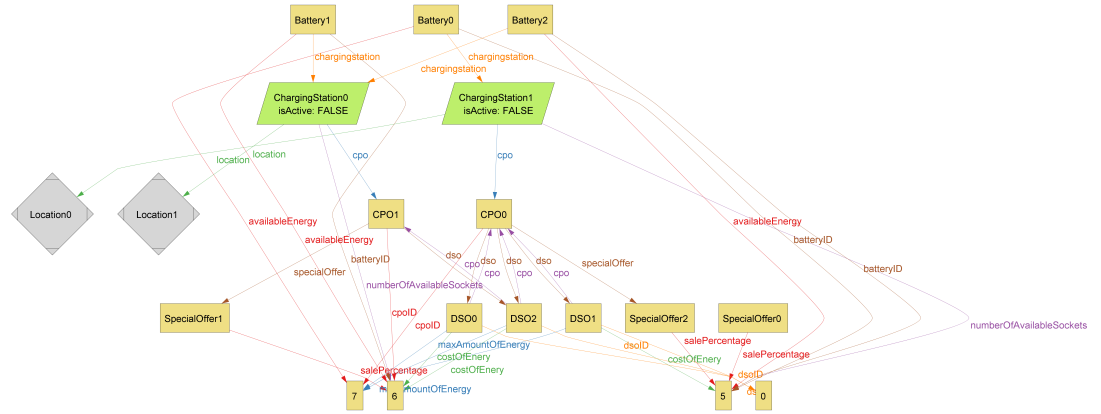 Battery1
Battery0
Battery2
chargingstation
chargingstation
chargingstation
ChargingStation0
isActive: FALSE
ChargingStation1
isActive: FALSE
location
location
cpo
cpo
Location0
Location1
CPO1
CPO0
availableEnergy
availableEnergy
availableEnergy
batteryID
batteryID
batteryID
specialOffer
dso
cpo
dso
cpo
dso
cpo
dso
cpo
specialOffer
numberOfAvailableSockets
numberOfAvailableSockets
SpecialOffer1
cpoID
cpoID
DSO0
DSO2
DSO1
SpecialOffer2
SpecialOffer0
maxAmountOfEnergy
dsoID
salePercentage
costOfEnery
costOfEnery
costOfEnery
salePercentage
salePercentage
dsoID
7
6
5
0